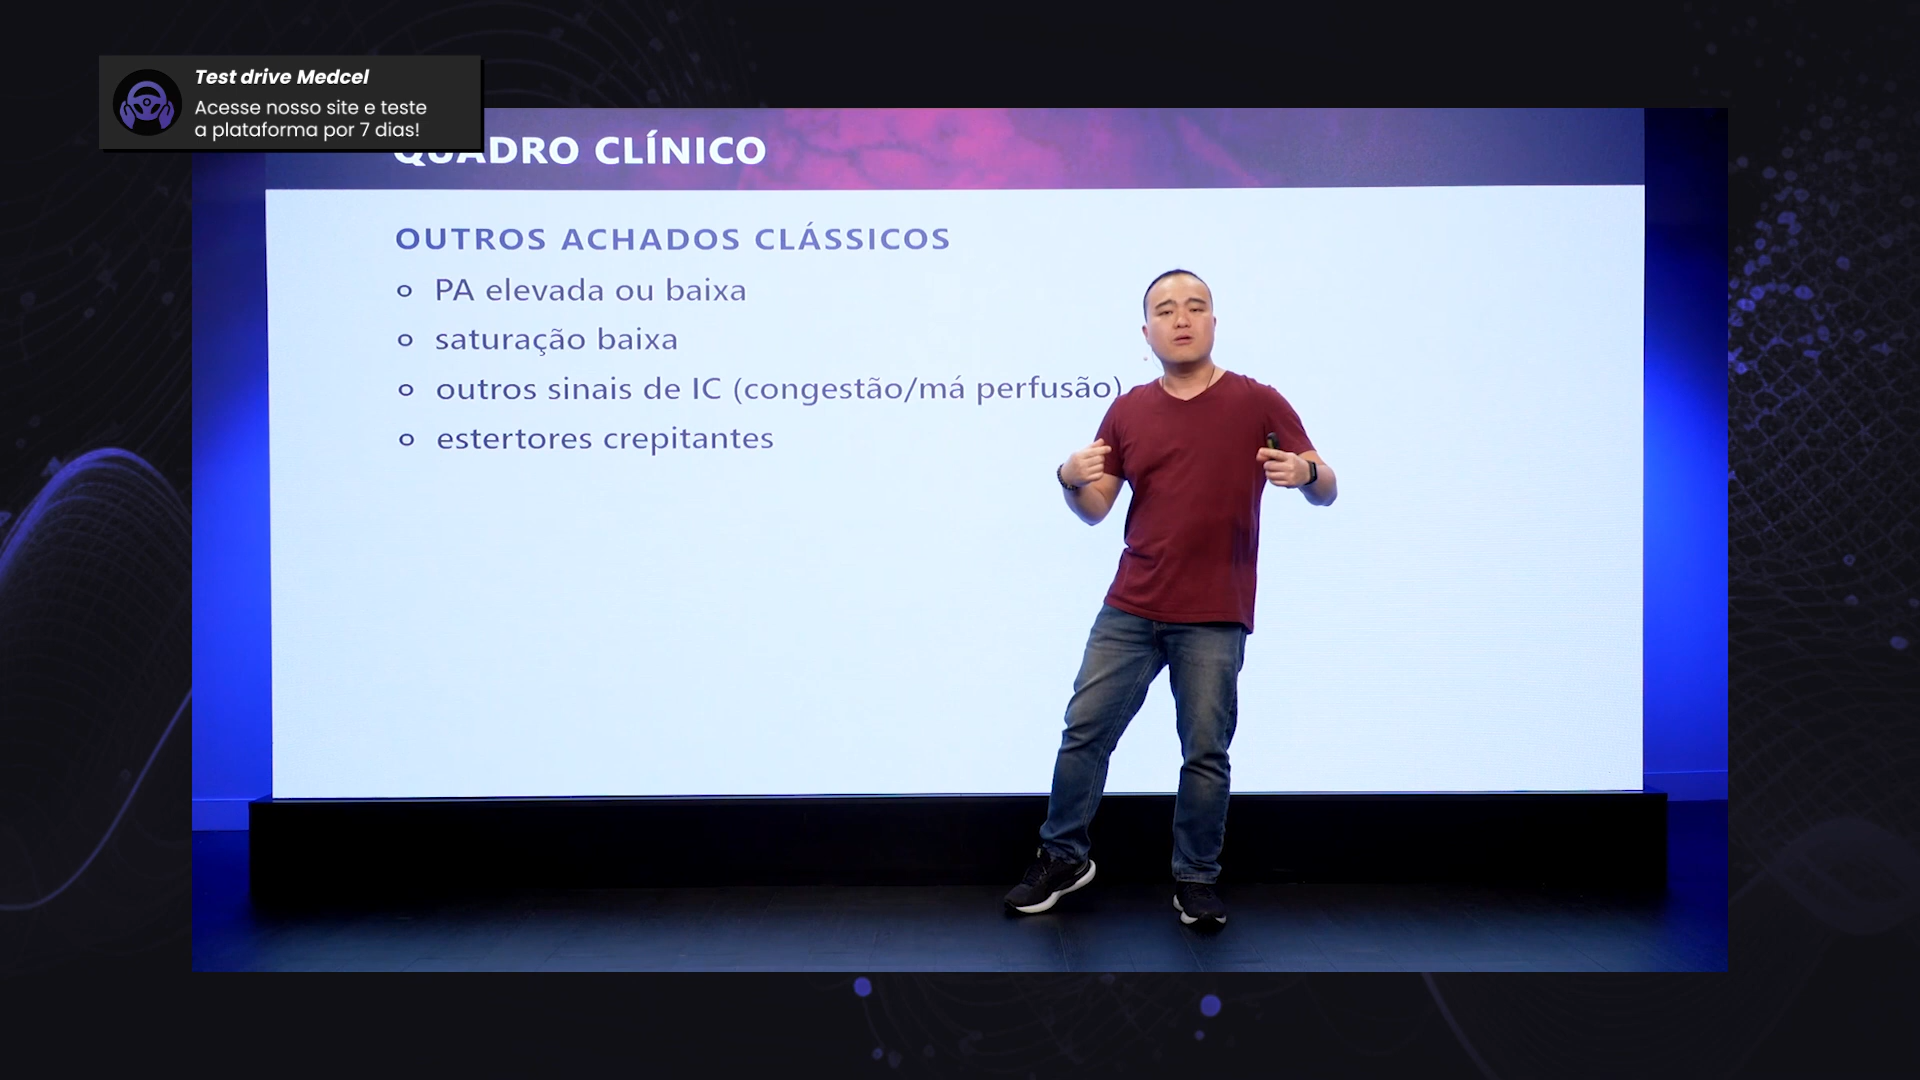 Test drive Medcel
Acesse nosso site e teste
a plataforma por 7 dias!
QUADRO CLÍNICO
OUTROS ACHADOS CLÁSSICOS
o PA elevada ou baixa
o saturação baixa
o outros sinais de IC (congestão/má perfusão)
o estertores crepitantes